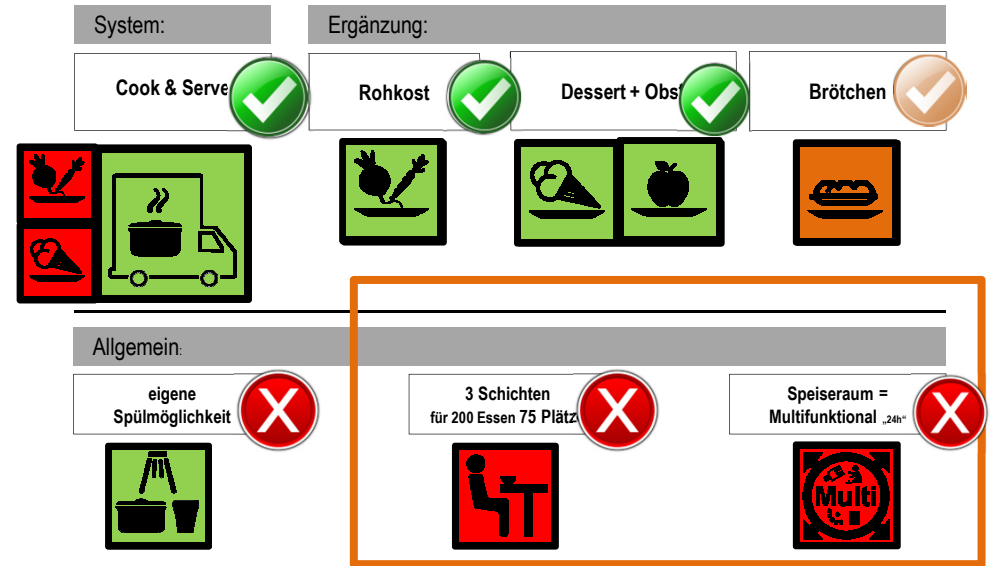 System:
Ergänzung:
Cook & Serve
Rohkost
Dessert + Obst
Brötchen
Allgemein:
eigene
Spülmöglichkeit
3 Schichten
für 200 Essen 75 Plätz
Speiseraum =
Multifunktional „24h“
X
X
X
Multi